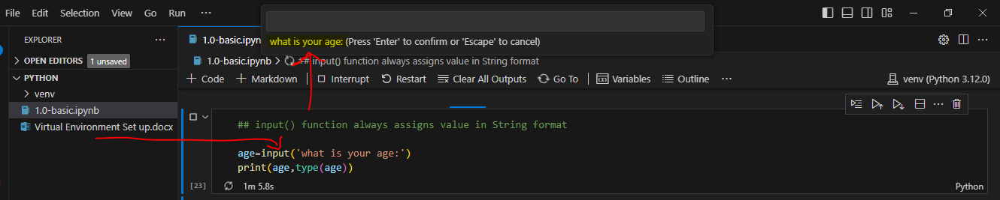 File Edit Selection View Go Run ···
what is your age: (Press 'Enter' to confirm or 'Escape' to cancel)
EXPLORER ···
OPEN EDITORS 1 unsaved
PYTHON
venv
1.0-basic.ipynb
Virtual Environment Set up.docx
1.0-basic.ipyn
1.0-basic.ipynb > ## input() function always assigns value in String format
+ Code + Markdown Interrupt Restart Clear All Outputs Go To Variables Outline ··· venv (Python 3.12.0)
## input() function always assigns value in String format
age=input('what is your age:')
print(age,type(age))
[23] 1m 5.8s Python